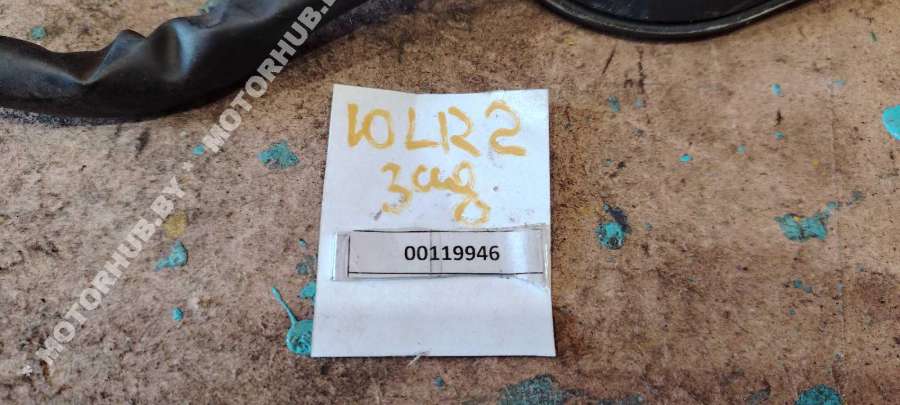 * MOTORHUB.BY * MOTORHUB.BY
10LR2
зад
00119946